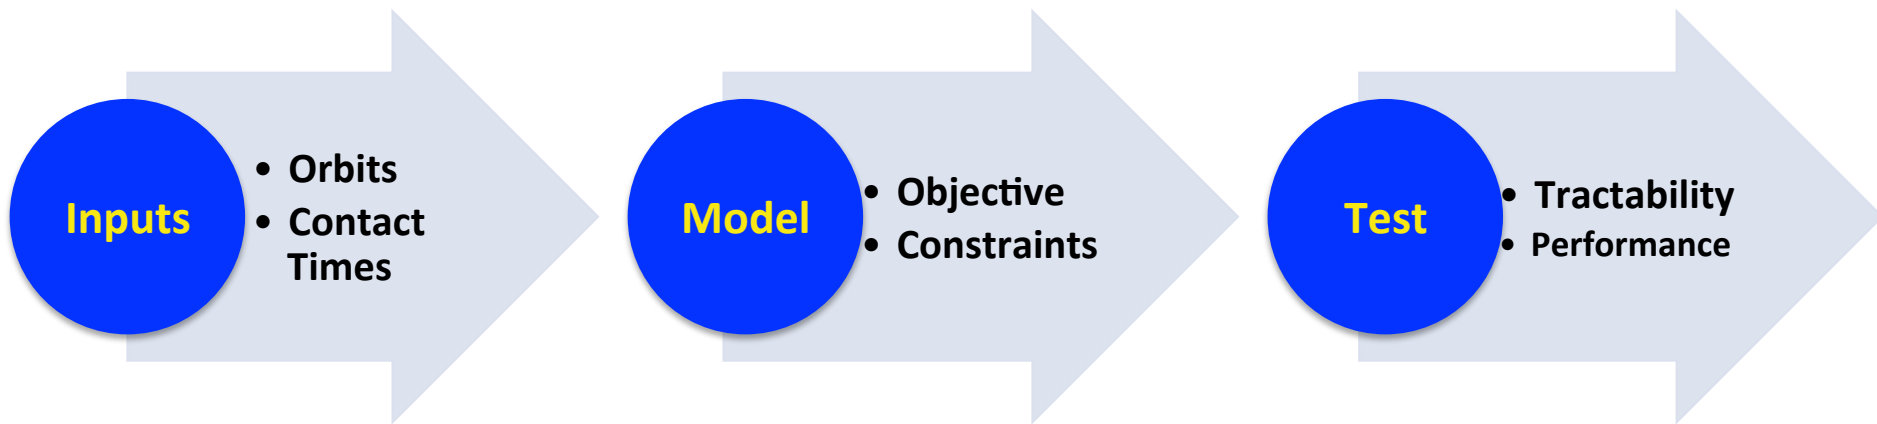 Inputs
• Orbits
• Contact
Times
Model
• Objective
• Constraints
Test
• Tractability
• Performance